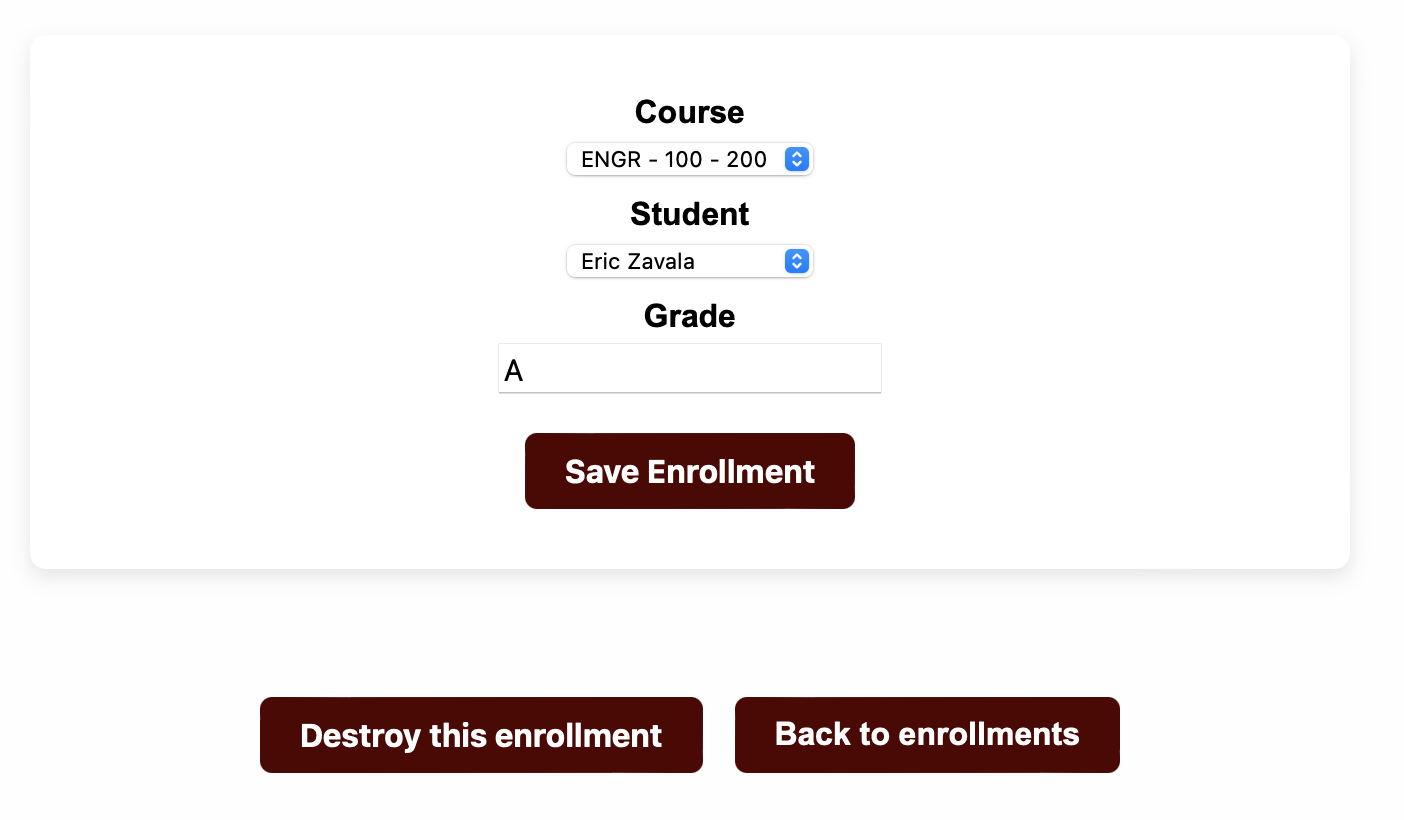 Course
ENGR - 100 - 200
Student
Eric Zavala
Grade
A
Save Enrollment
Destroy this enrollment
Back to enrollments